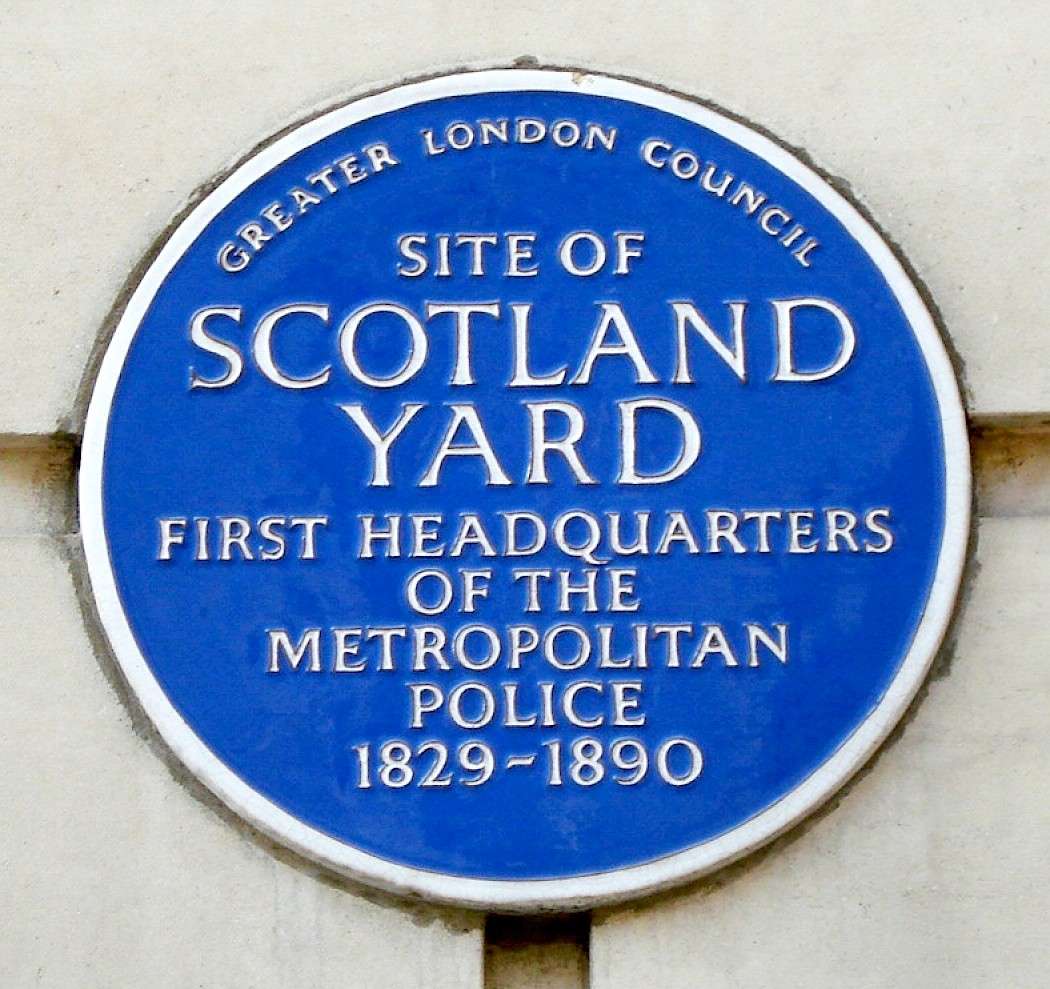 GREATER LONDON COUNCIL
SITE OF
SCOTLAND
YARD
FIRST HEADQUARTERS
OF THE
METROPOLITAN
POLICE
1829-1890